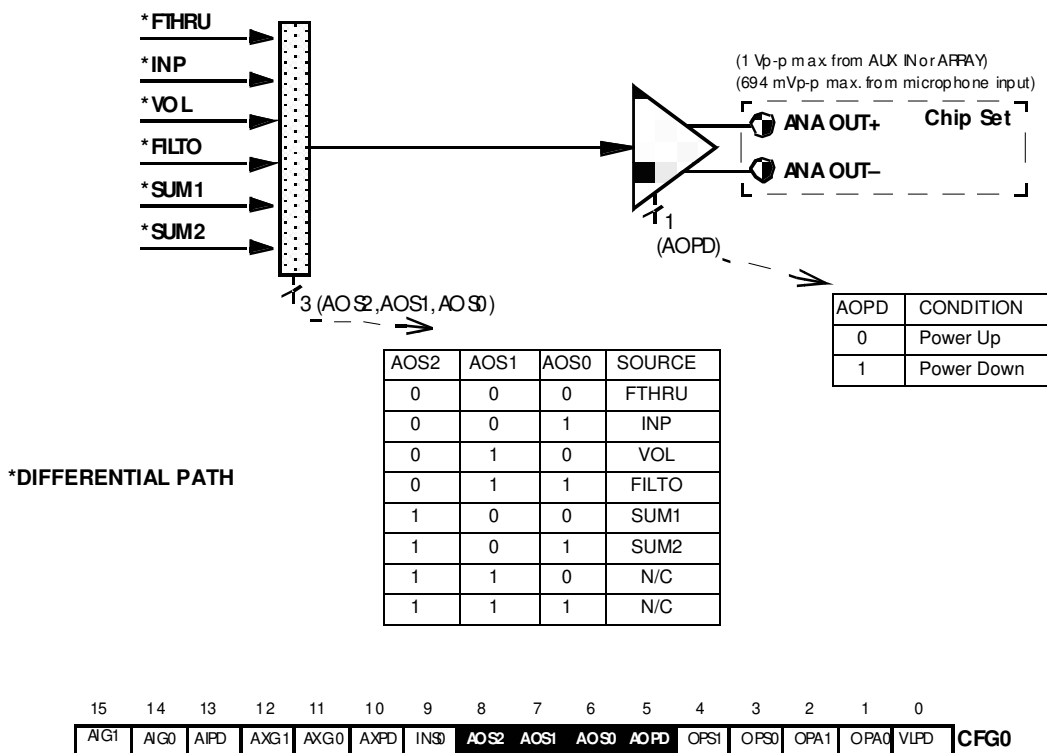 *FTHRU
*INP
*VOL
*FILTO
*SUM1
*SUM2
3 (AOS2,AOS1,AOS0)
(1 Vp-p max. from AUX IN or ARRAY)
(694 mVp-p max. from microphone input)
ANA OUT+ Chip Set
ANA OUT–
1
(AOPD)
AOPD CONDITION
0 Power Up
1 Power Down
AOS2 AOS1 AOS0 SOURCE
0 0 0 FTHRU
0 0 1 INP
0 1 0 VOL
0 1 1 FILTO
1 0 0 SUM1
1 0 1 SUM2
1 1 0 N/C
1 1 1 N/C
*DIFFERENTIAL PATH
15 14 13 12 11 10 9 8 7 6 5 4 3 2 1 0
AIG1 AIG0 AIPD AXG1 AXG0 AXPD INS0 AOS2 AOS1 AOS0 AOPD OPS1 OPS0 OPA1 OPA0 VLPD CFG0